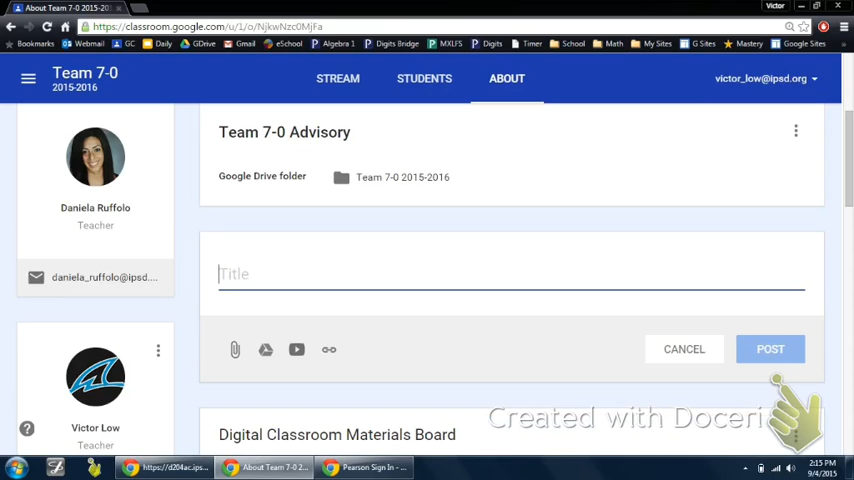 About Team 7-0 2015-201
Victor
https://classroom.google.com/u/1/o/NjkwNzc0MjFa
Bookmarks Webmail GC Daily GDrive Gmail eSchool Algebra 1 Digits Bridge MXLFS Digits Timer School Math My Sites G Sites Mastery Google Sites
Team 7-0
2015-2016
STREAM STUDENTS ABOUT
victor_low@ipsd.org
Daniela Ruffolo
Teacher
daniela_ruffolo@ipsd....
Victor Low
Teacher
Team 7-0 Advisory
Google Drive folder Team 7-0 2015-2016
Title
CANCEL POST
Created with Doceri
Digital Classroom Materials Board
https://d204ac.ips... About Team 7-0 2... Pearson Sign In - ...
2:15 PM
9/4/2015